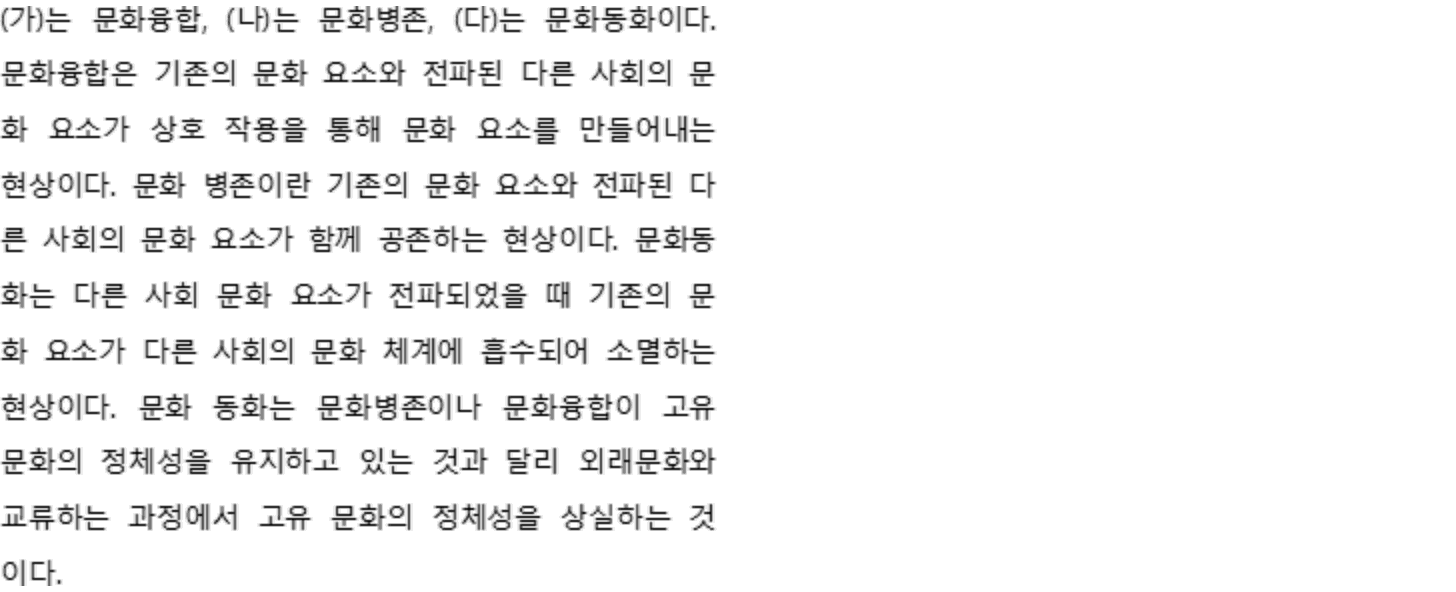 (가)는 문화융합, (나)는 문화병존, (다)는 문화동화이다.
문화융합은 기존의 문화 요소와 전파된 다른 사회의 문
화 요소가 상호 작용을 통해 문화 요소를 만들어내는
현상이다. 문화 병존이란 기존의 문화 요소와 전파된 다
른 사회의 문화 요소가 함께 공존하는 현상이다. 문화동
화는 다른 사회 문화 요소가 전파되었을 때 기존의 문
화 요소가 다른 사회의 문화 체계에 흡수되어 소멸하는
현상이다. 문화 동화는 문화병존이나 문화융합이 고유
문화의 정체성을 유지하고 있는 것과 달리 외래문화와
교류하는 과정에서 고유 문화의 정체성을 상실하는 것
이다.